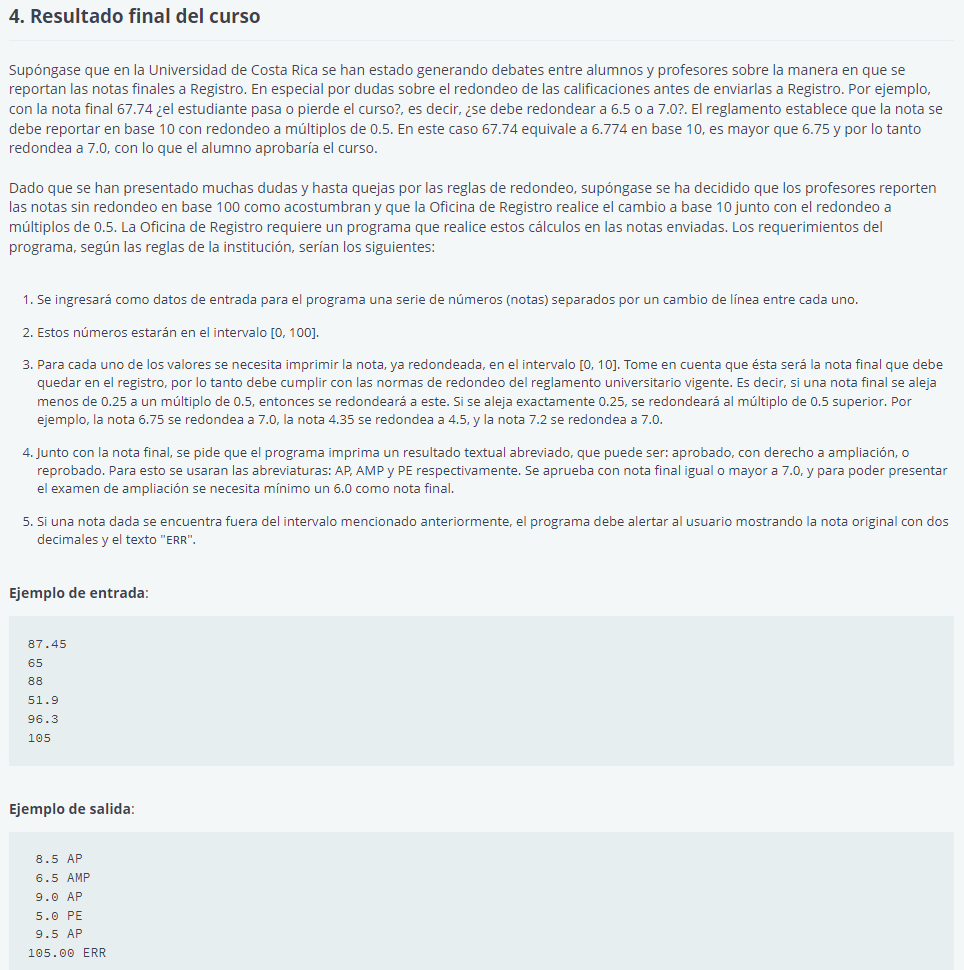 4. Resultado final del curso
Supóngase que en la Universidad de Costa Rica se han estado generando debates entre alumnos y profesores sobre la manera en que se
reportan las notas finales a Registro. En especial por dudas sobre el redondeo de las calificaciones antes de enviarlas a Registro. Por ejemplo,
con la nota final 67.74 ¿el estudiante pasa o pierde el curso?, es decir, ¿se debe redondear a 6.5 o a 7.0?. El reglamento establece que la nota se
debe reportar en base 10 con redondeo a múltiplos de 0.5. En este caso 67.74 equivale a 6.774 en base 10, es mayor que 6.75 y por lo tanto
redondea a 7.0, con lo que el alumno aprobaría el curso.
Dado que se han presentado muchas dudas y hasta quejas por las reglas de redondeo, supóngase se ha decidido que los profesores reporten
las notas sin redondeo en base 100 como acostumbran y que la Oficina de Registro realice el cambio a base 10 junto con el redondeo a
múltiplos de 0.5. La Oficina de Registro requiere un programa que realice estos cálculos en las notas enviadas. Los requerimientos del
programa, según las reglas de la institución, serían los siguientes:
1. Se ingresará como datos de entrada para el programa una serie de números (notas) separados por un cambio de línea entre cada uno.
2. Estos números estarán en el intervalo [0, 100].
3. Para cada uno de los valores se necesita imprimir la nota, ya redondeada, en el intervalo [0, 10]. Tome en cuenta que ésta será la nota final que debe
quedar en el registro, por lo tanto debe cumplir con las normas de redondeo del reglamento universitario vigente. Es decir, si una nota final se aleja
menos de 0.25 a un múltiplo de 0.5, entonces se redondeará a este. Si se aleja exactamente 0.25, se redondeará al múltiplo de 0.5 superior. Por
ejemplo, la nota 6.75 se redondea a 7.0, la nota 4.35 se redondea a 4.5, y la nota 7.2 se redondea a 7.0.
4. Junto con la nota final, se pide que el programa imprima un resultado textual abreviado, que puede ser: aprobado, con derecho a ampliación, o
reprobado. Para esto se usaran las abreviaturas: AP, AMP y PE respectivamente. Se aprueba con nota final igual o mayor a 7.0, y para poder presentar
el examen de ampliación se necesita mínimo un 6.0 como nota final.
5. Si una nota dada se encuentra fuera del intervalo mencionado anteriormente, el programa debe alertar al usuario mostrando la nota original con dos
decimales y el texto "ERR".
Ejemplo de entrada:
87.45
65
88
51.9
96.3
105
Ejemplo de salida:
8.5 AP
6.5 AMP
9.0 AP
5.0 PE
9.5 AP
105.00 ERR